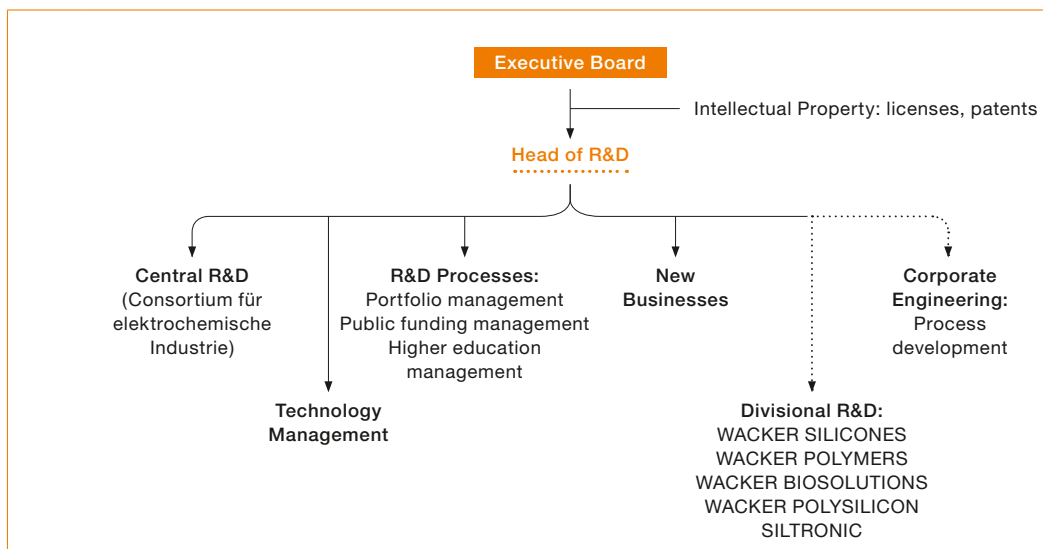 Executive Board
Intellectual Property: licenses, patents
Head of R&D
Central R&D
(Consortium für
elektrochemische
Industrie)
R&D Processes:
Portfolio management
Public funding management
Higher education
management
New
Businesses
Corporate
Engineering:
Process
development
Technology
Management
Divisional R&D:
WACKER SILICONES
WACKER POLYMERS
WACKER BIOSOLUTIONS
WACKER POLYSILICON
SILTRONIC